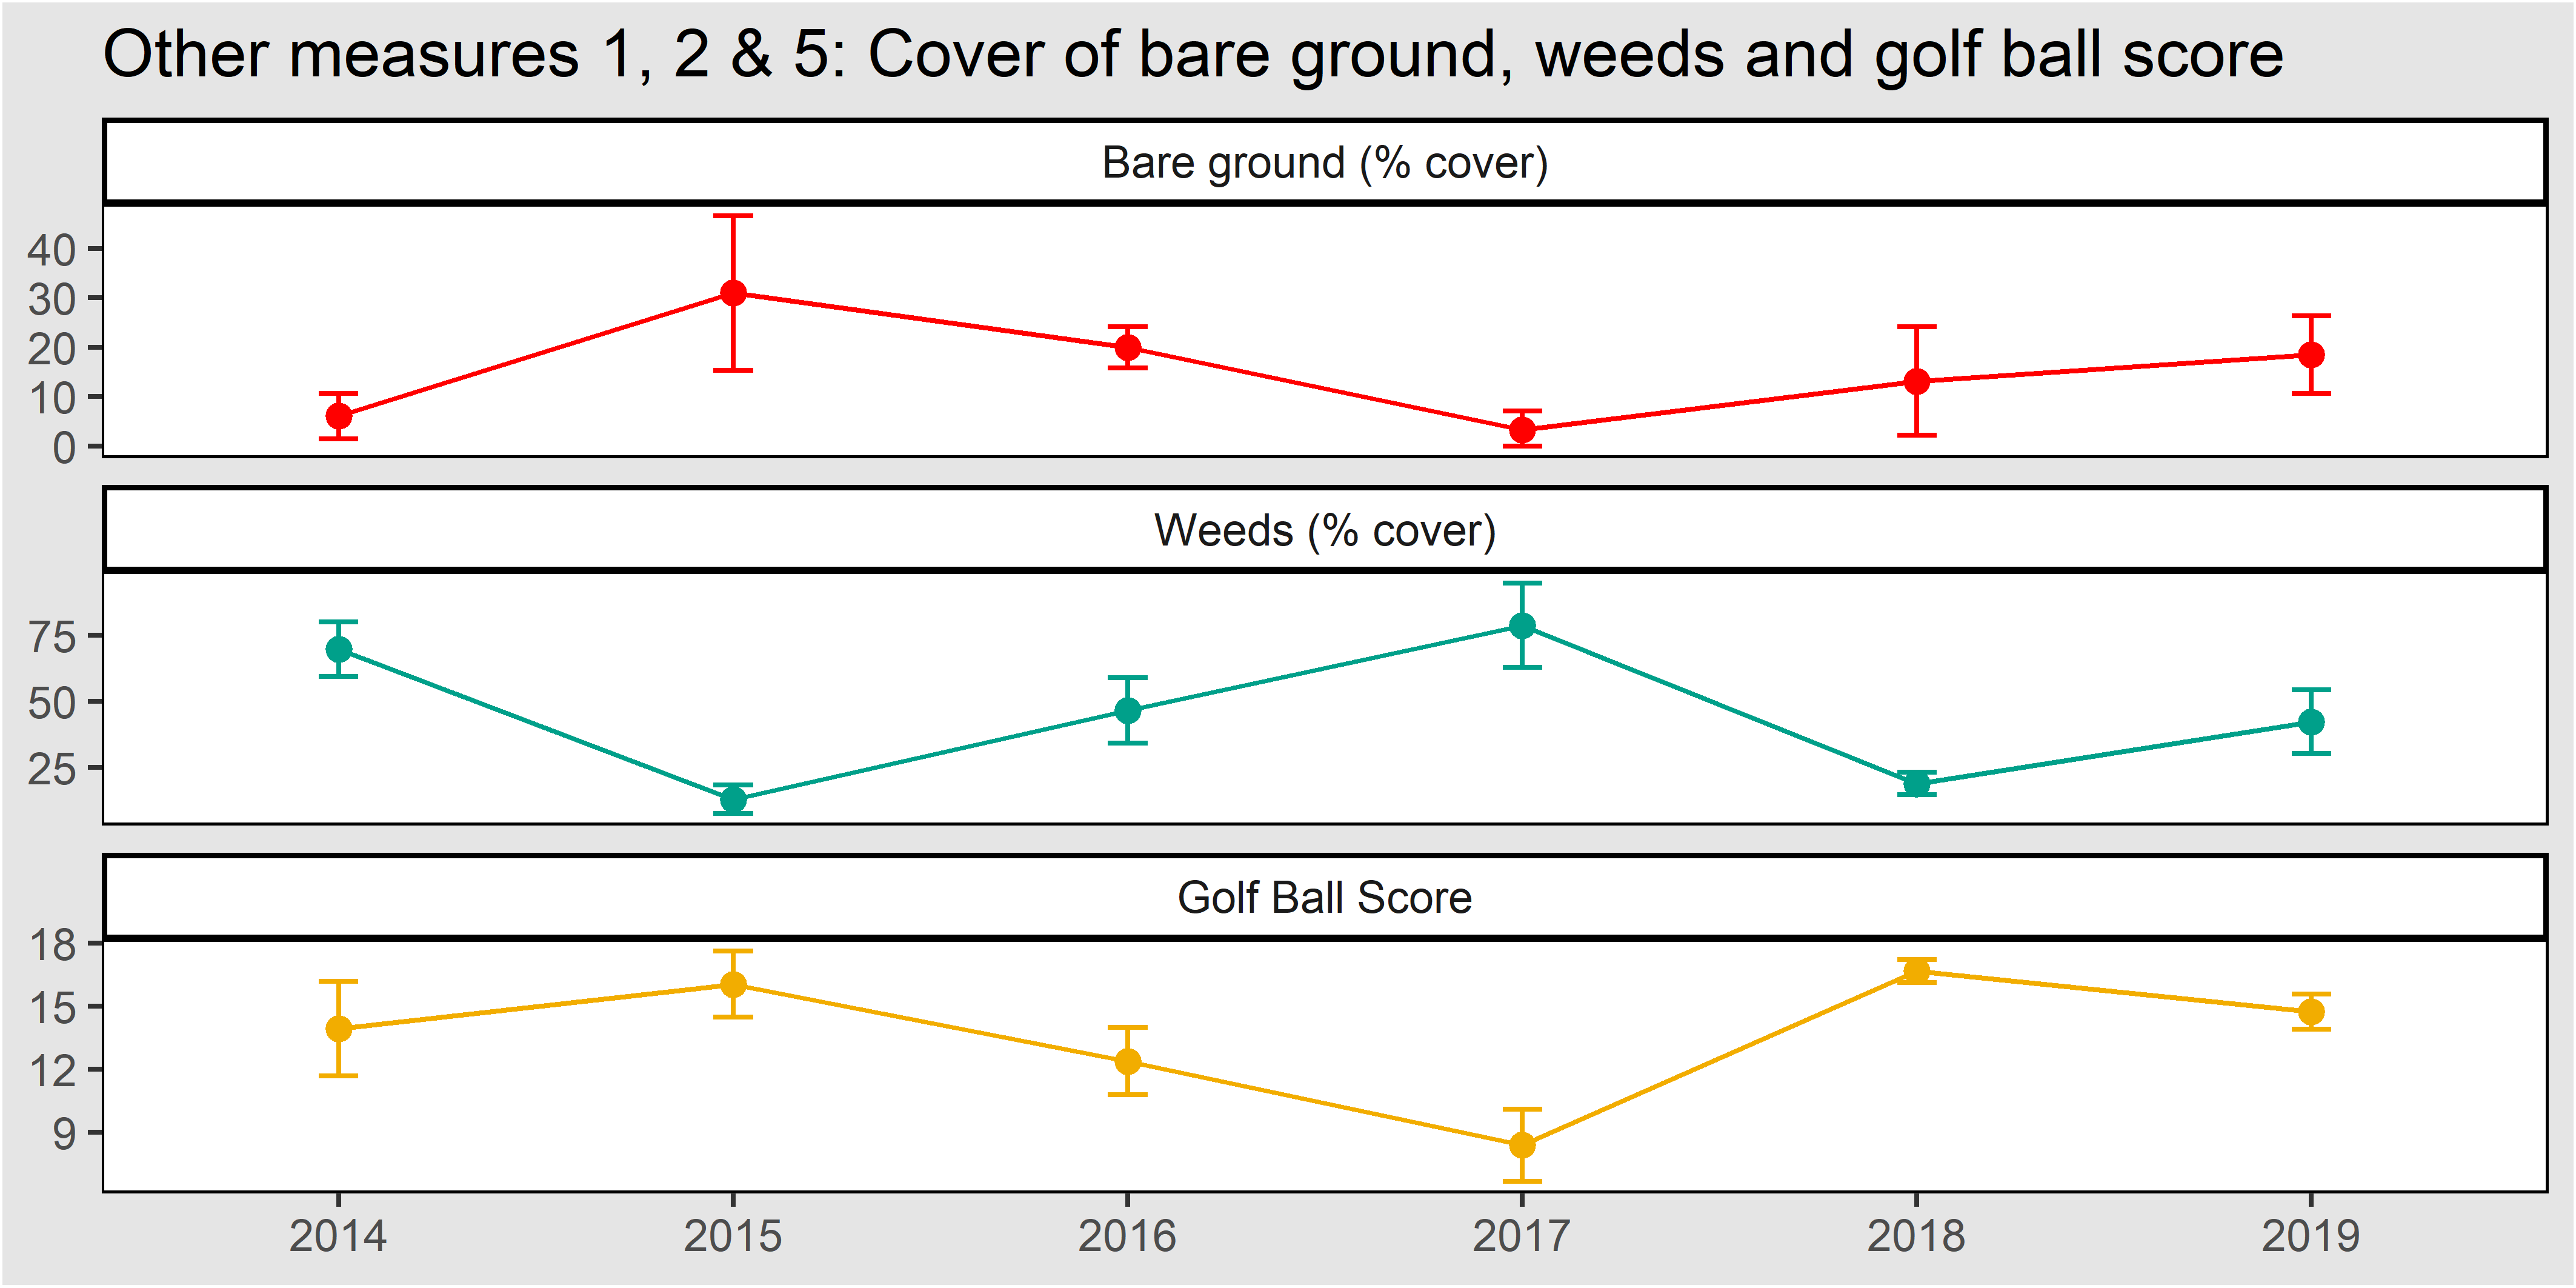 Other measures 1, 2 & 5: Cover of bare ground, weeds and golf ball score
Bare ground (% cover)
40
30
20
10
0
Weeds (% cover)
75
50
25
Golf Ball Score
18
15
12
9
2014 2015 2016 2017 2018 2019